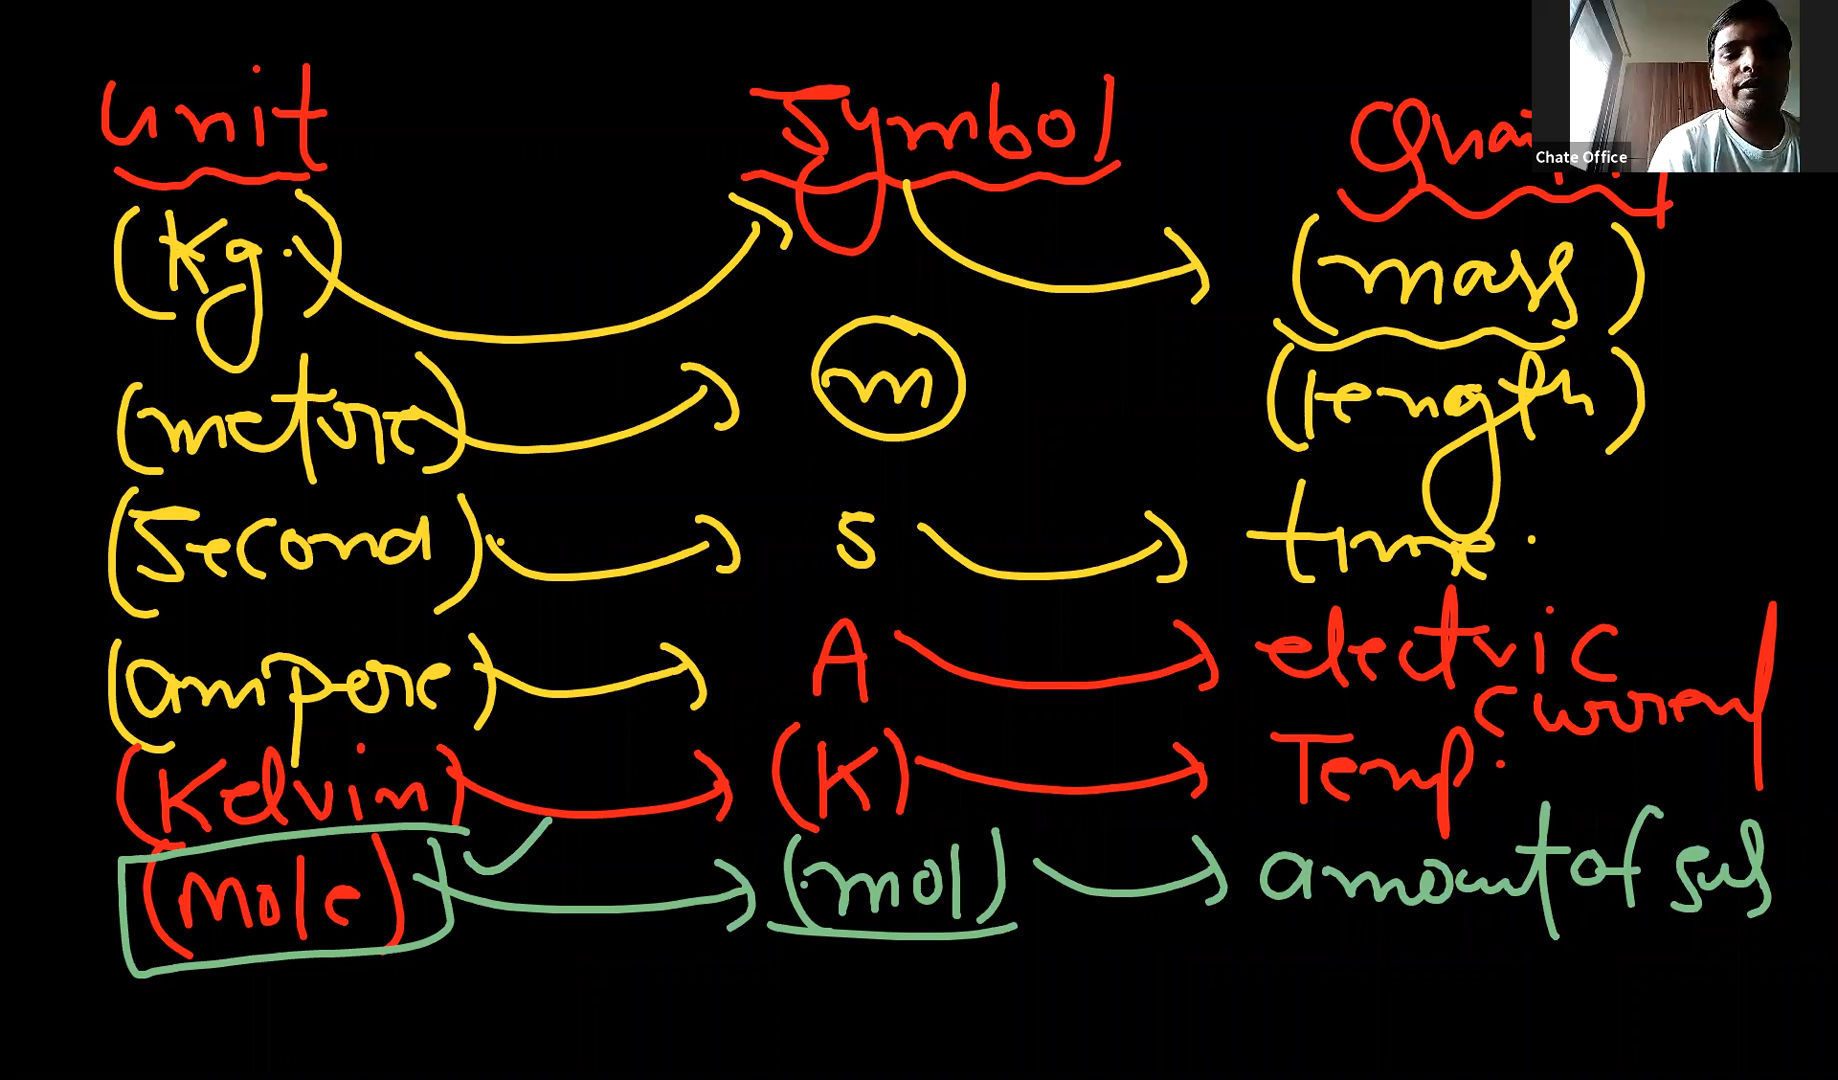 unit Symbol
Chate Office
(Kg.) (mass)
(metre) m (length)
(Second) s time.
(ampere) A electric current
(Kelvin) (K) Temp.
(Mole) (mol) amount of sub